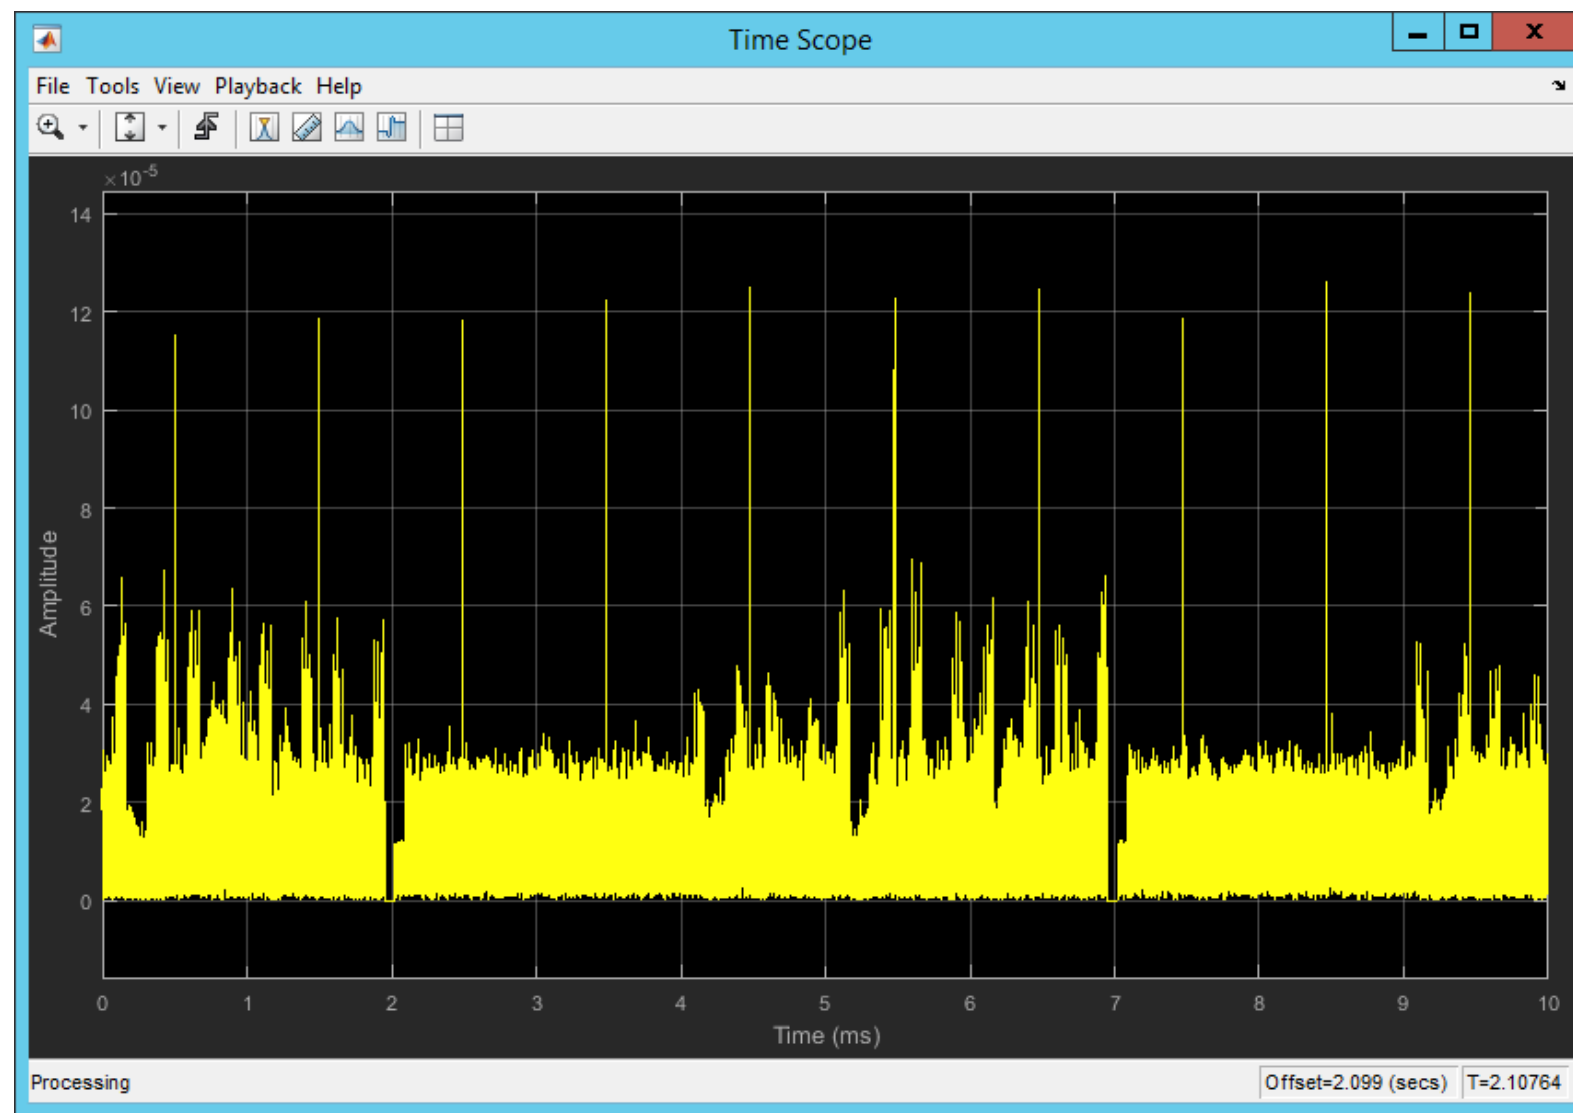 Time Scope
File Tools View Playback Help
×10-5
14
12
10
8
6
4
2
0
Amplitude
0 1 2 3 4 5 6 7 8 9 10
Time (ms)
Processing Offset=2.099 (secs) T=2.10764